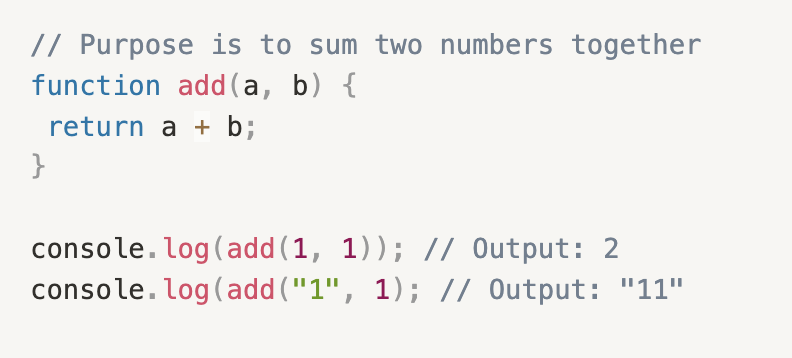 // Purpose is to sum two numbers together
function add(a, b) {
 return a + b;
}

console.log(add(1, 1)); // Output: 2
console.log(add("1", 1); // Output: "11"